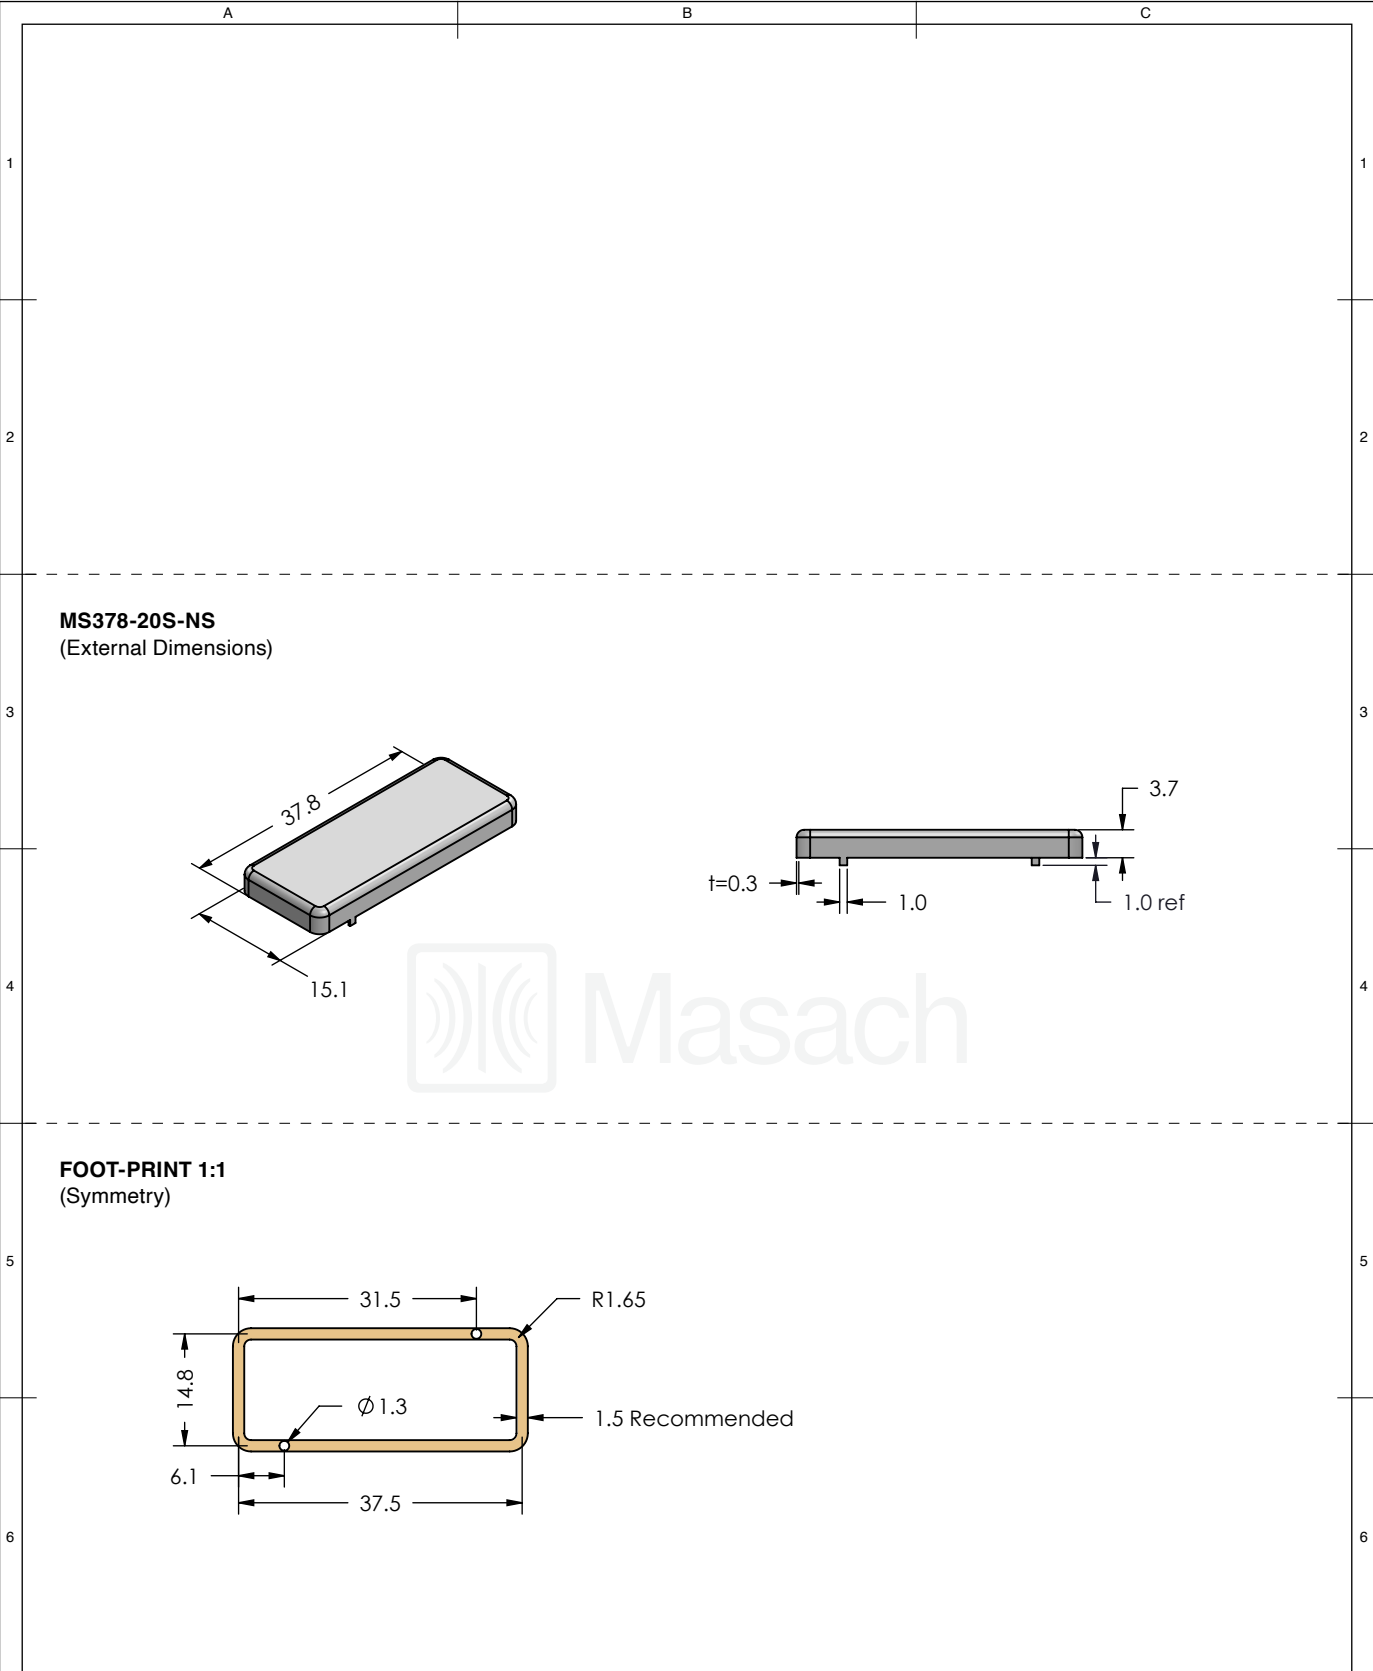 A B C
1 1
2 2
MS378-20S-NS
(External Dimensions)
3 3
37.8
3.7
t=0.3
1.0
1.0 ref
15.1
4 4
Masach
FOOT-PRINT 1:1
(Symmetry)
5 5
31.5
R1.65
14.8
Ø1.3
1.5 Recommended
6.1
37.5
6 6